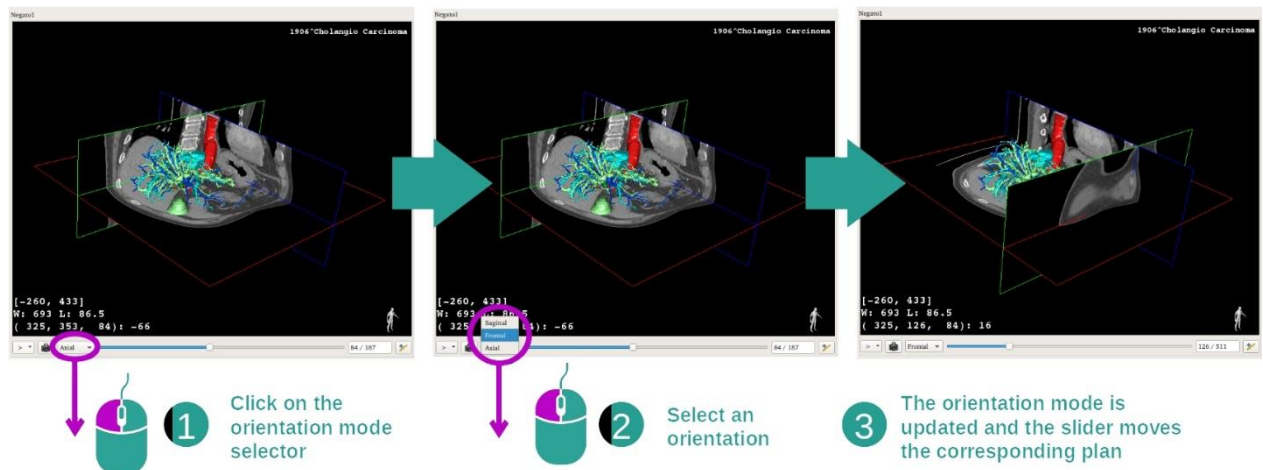 Negato1
1906^Cholangio Carcinoma
[-260, 433]
W: 693 L: 86.5
( 325, 353,  84): -66
>
Axial
84 / 187
1
Click on the
orientation mode
selector
Negato1
1906^Cholangio Carcinoma
[-260, 433]
W: 693 L: 86.5
( 325
84): -66
Sagittal
Frontal
Axial
>
84 / 187
2
Select an
orientation
Negato1
1906^Cholangio Carcinoma
[-260, 433]
W: 693 L: 86.5
( 325, 126,  84): 16
>
Frontal
126 / 511
3
The orientation mode is
updated and the slider moves
the corresponding plan